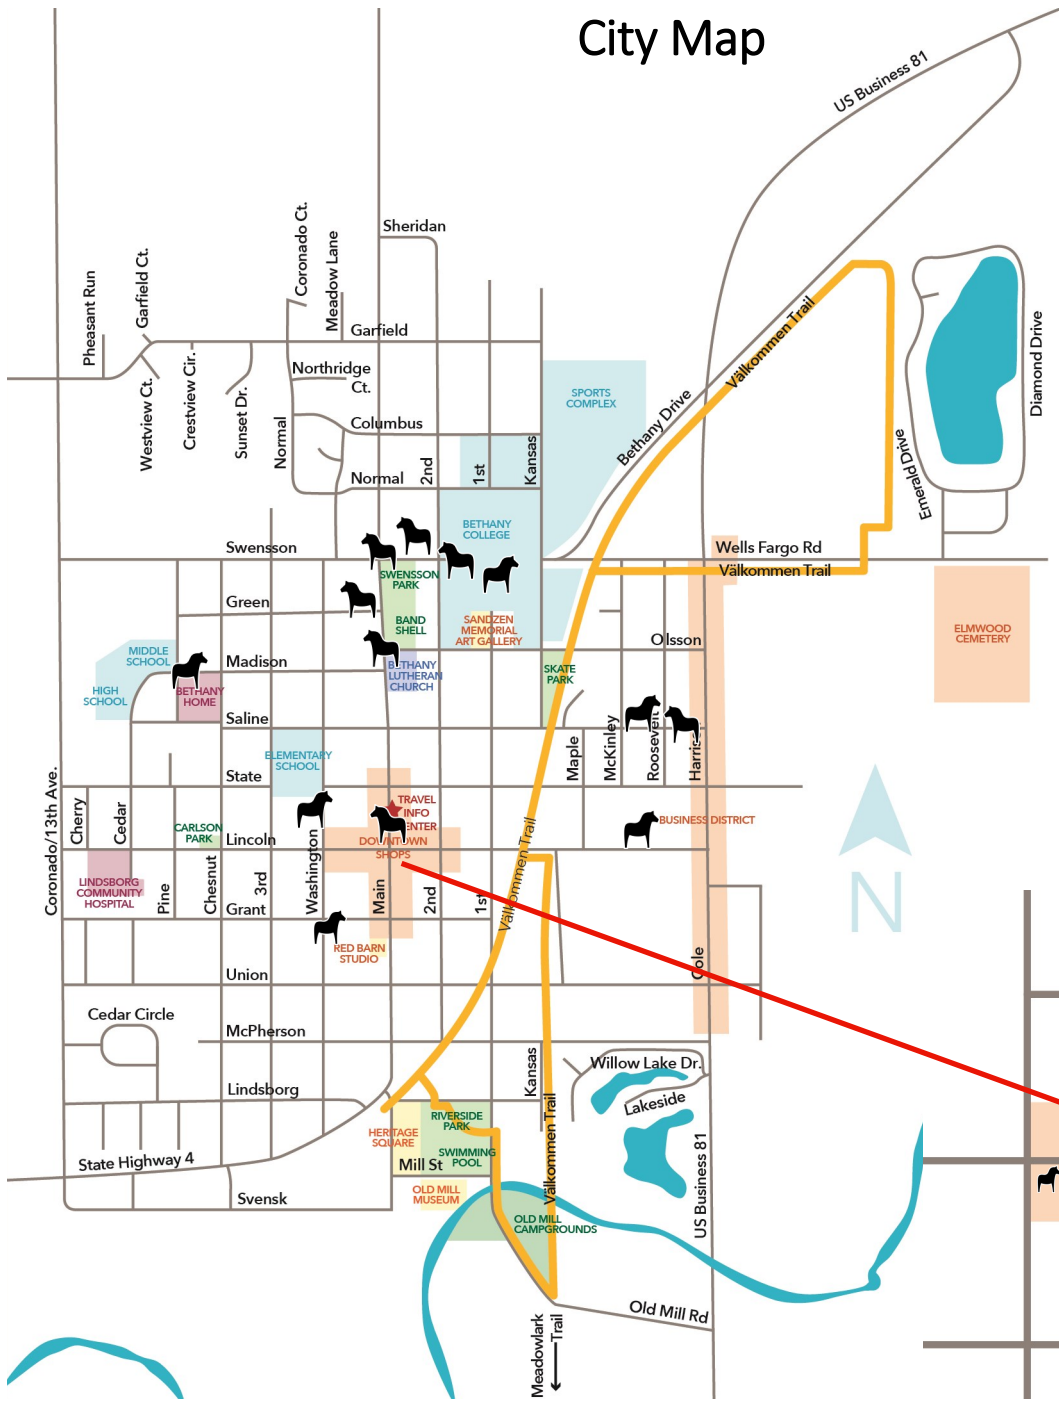 City Map
US Business 81
Sheridan
Coronado Ct.
Meadow Lane
Garfield Ct.
Pheasant Run
Garfield
Välkommen Trail
Diamond Drive
Northridge
Ct.
Crestview Cir.
Westview Ct.
Sunset Dr.
Normal
SPORTS
COMPLEX
Bethany Drive
Columbus
2nd
1st
Kansas
Normal
Emerald Drive
BETHANY
COLLEGE
Swensson
Wells Fargo Rd
Välkommen Trail
SWENSSON
PARK
Green
BAND
SHELL
SANDZEN
MEMORIAL
ART GALLERY
Olsson
ELMWOOD
CEMETERY
MIDDLE
SCHOOL
Madison
BETHANY
LUTHERAN
CHURCH
SKATE
PARK
HIGH
SCHOOL
BETHANY
HOME
Saline
Maple
McKinley
ELEMENTARY
SCHOOL
State
Coronado/13th Ave.
Cherry
Cedar
TRAVEL
INFO
CARLSON
PARK
Lincoln
DOWNTOWN
SHOPS
BUSINESS DISTRICT
Välkommen Trail
LINDSBORG
COMMUNITY
HOSPITAL
Pine
Chesnut
3rd
Washington
Main
2nd
1st
N
Grant
RED BARN
STUDIO
Cole
Union
Cedar Circle
McPherson
Kansas
Willow Lake Dr.
Lindsborg
Lakeside
RIVERSIDE
PARK
HERITAGE
SQUARE
Välkommen Trail
State Highway 4
Mill St
SWIMMING
POOL
US Business 81
Svensk
OLD MILL
MUSEUM
OLD MILL
CAMPGROUNDS
Old Mill Rd
Meadowlark
Trail